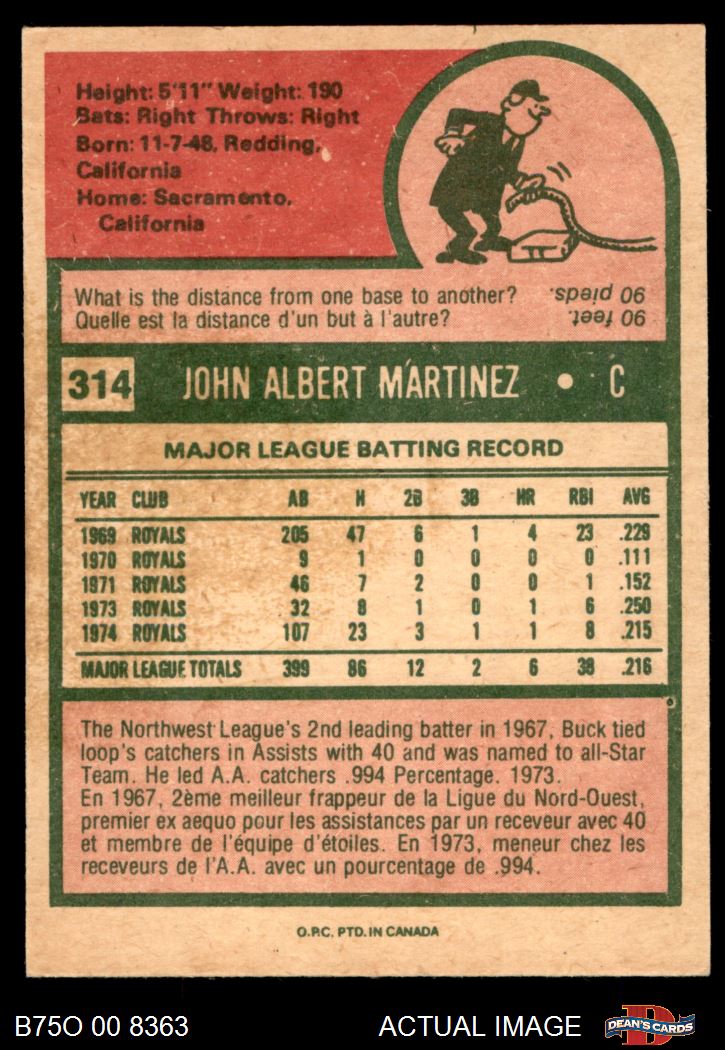 Height: 5'11" Weight: 190
Bats: Right Throws: Right
Born: 11-7-48, Redding,
California
Home: Sacramento,
California
What is the distance from one base to another?
Quelle est la distance d'un but à l'autre?
90 feet.
90 pieds.
314 JOHN ALBERT MARTINEZ • C
MAJOR LEAGUE BATTING RECORD
YEAR CLUB AB H 2B 3B HR RBI AVG
1969 ROYALS 205 47 6 1 4 23 .229
1970 ROYALS 9 1 0 0 0 0 .111
1971 ROYALS 46 7 2 0 0 1 .152
1973 ROYALS 32 8 1 0 1 6 .250
1974 ROYALS 107 23 3 1 1 8 .215
MAJOR LEAGUE TOTALS 399 86 12 2 6 38 .216
The Northwest League's 2nd leading batter in 1967, Buck tied
loop's catchers in Assists with 40 and was named to all-Star
Team. He led A.A. catchers .994 Percentage. 1973.
En 1967, 2ème meilleur frappeur de la Ligue du Nord-Ouest,
premier ex aequo pour les assistances par un receveur avec 40
et membre de l'équipe d'étoiles. En 1973, meneur chez les
receveurs de l'A.A. avec un pourcentage de .994.
O.P.C. PTD. IN CANADA
B75O 00 8363 ACTUAL IMAGE DEAN'S CARDS